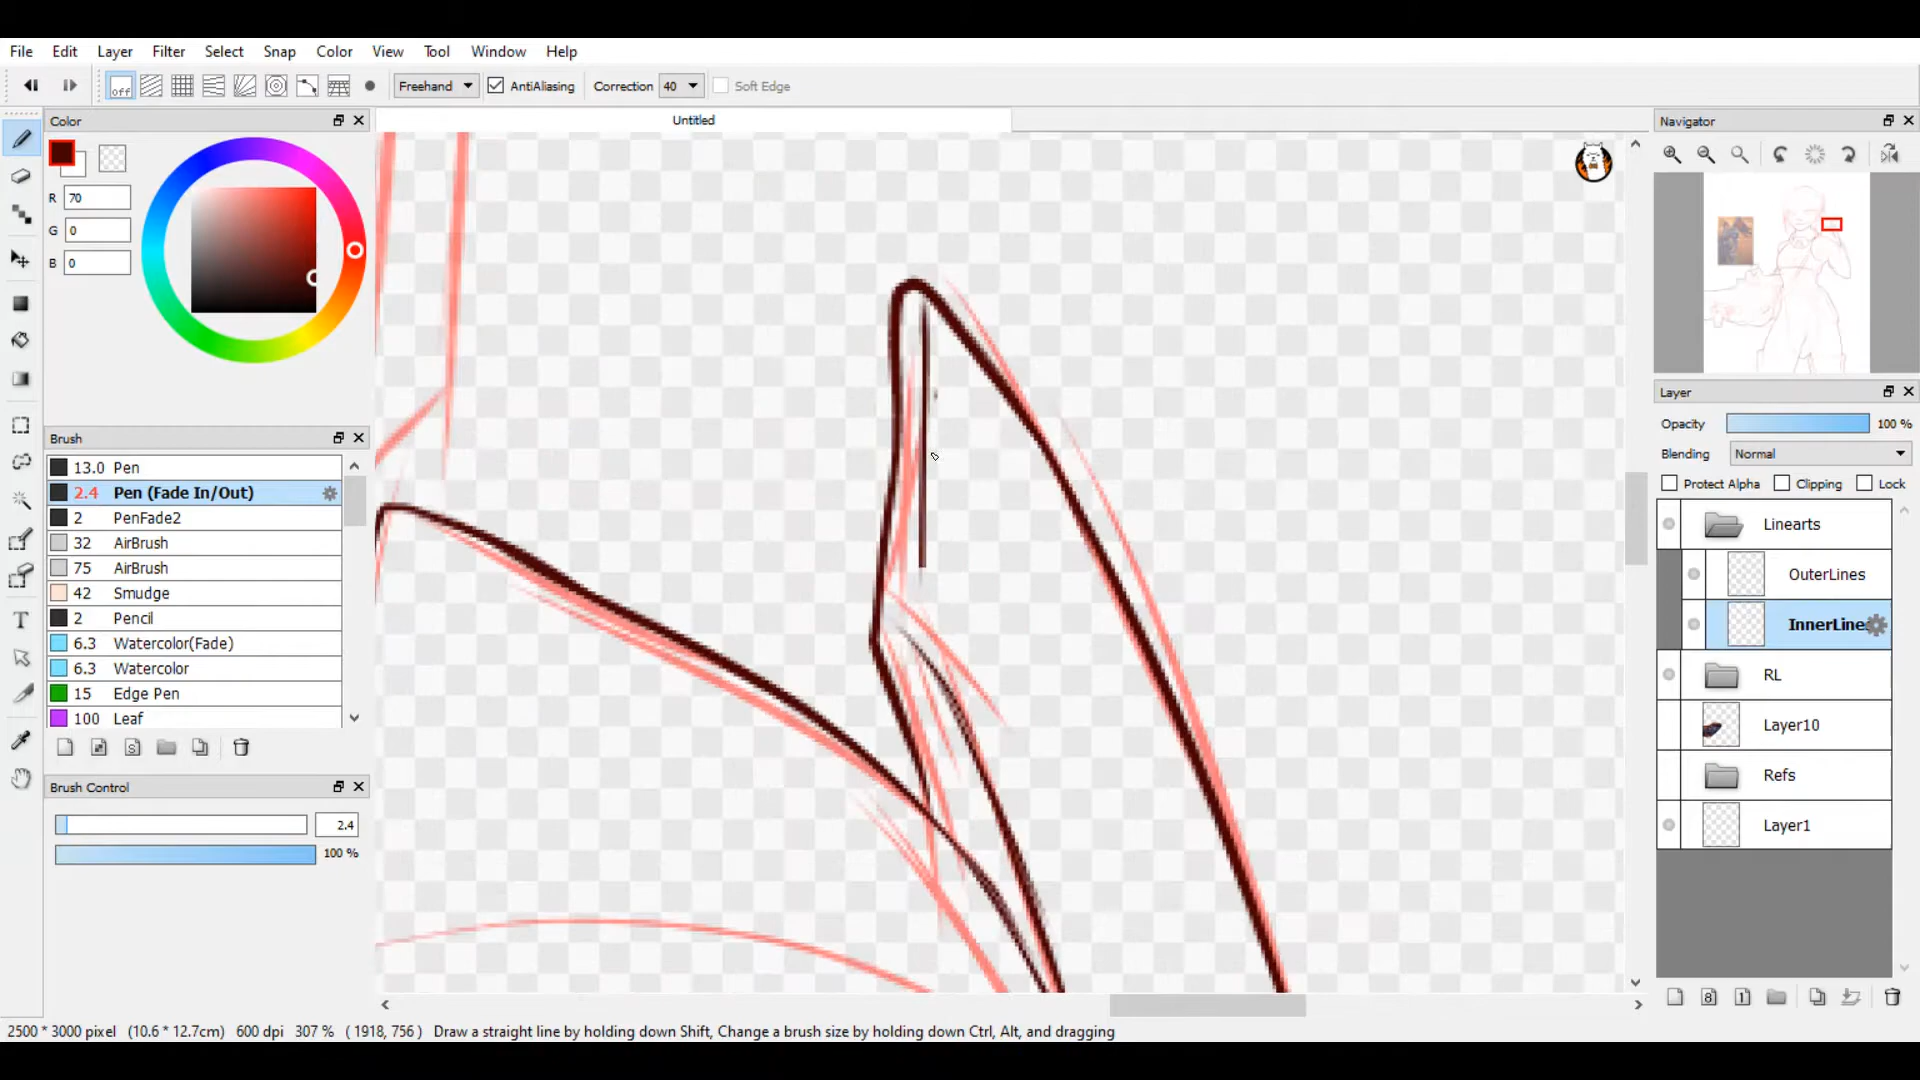 File Edit Layer Filter Select Snap Color View Tool Window Help
off Freehand AntiAliasing Correction 40 Soft Edge
Color
R 70
G 0
B 0
Brush
13.0 Pen
2.4 Pen (Fade In/Out)
2 PenFade2
32 AirBrush
75 AirBrush
42 Smudge
2 Pencil
6.3 Watercolor(Fade)
6.3 Watercolor
15 Edge Pen
100 Leaf
Brush Control
2.4
100 %
Untitled
Navigator
Layer
Opacity 100 %
Blending Normal
Protect Alpha Clipping Lock
Linearts
OuterLines
InnerLine
RL
Layer10
Refs
Layer1
2500 * 3000 pixel (10.6 * 12.7cm) 600 dpi 307 % ( 1918, 756 ) Draw a straight line by holding down Shift, Change a brush size by holding down Ctrl, Alt, and dragging